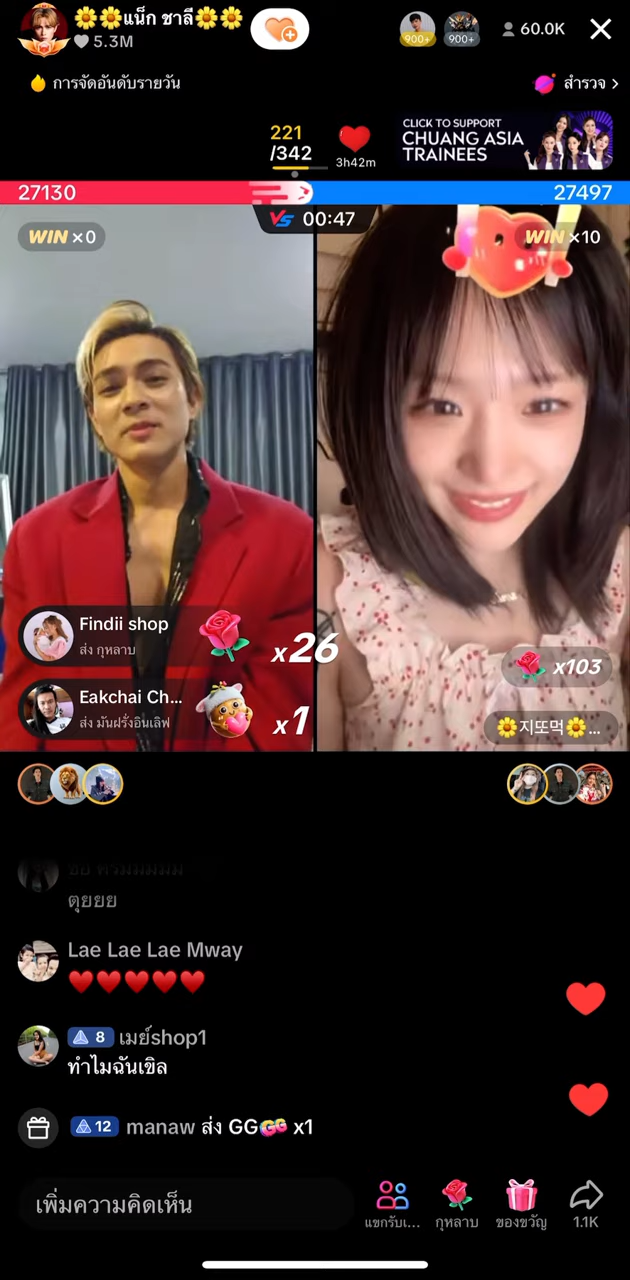 🌼🌼แน็ก ชาลี🌼🌼
5.3M
900+
900+
60.0K
การจัดอันดับรายวัน
สำรวจ
221
/342
3h42m
CLICK TO SUPPORT
CHUANG ASIA
TRAINEES
27130
27497
VS 00:47
WIN ×0
WIN ×10
Findii shop
ส่ง กุหลาบ
x26
Eakchai Ch...
ส่ง มันฝรั่งอินเลิฟ
x1
x103
🌼지또먹🌼...
ตุยยย
Lae Lae Lae Mway
❤️❤️❤️❤️❤️
8 เมย์shop1
ทำไมฉันเขิล
12 manaw ส่ง GG x1
เพิ่มความคิดเห็น
แขกรับเ...
กุหลาบ
ของขวัญ
1.1K